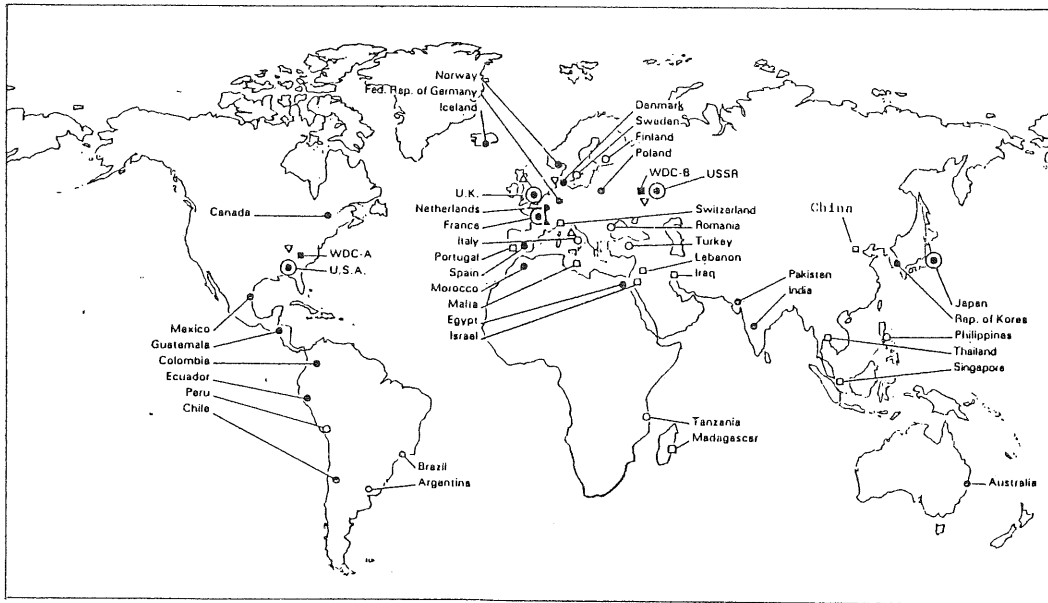 Norway
Fed. Rep. of Germany
Iceland
Danmark
Sweden
Finland
Poland
WDC-B
USSR
U.K.
Netherlands
France
Italy
Portugal
Spain
Morocco
Malta
Egypt
Israel
Switzerland
Romania
Turkey
Lebanon
Iraq
Pakistan
India
China
Japan
Rep. of Korea
Philippines
Thailand
Singapore
Canada
WDC-A
U.S.A.
Mexico
Guatemala
Colombia
Ecuador
Peru
Chile
Brazil
Argentina
Tanzania
Madagascar
Australia